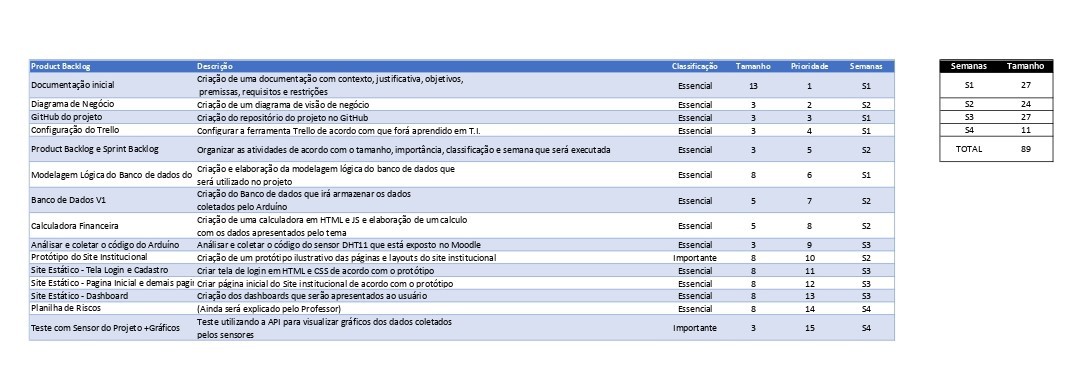 Product Backlog Descrição Classificação Tamanho Prioridade Semanas
Documentação inicial Criação de uma documentação com contexto, justificativa, objetivos, Essencial 13 1 S1
premissas, requisitos e restrições
Diagrama de Negócio Criação de um diagrama de visão de negócio Essencial 3 2 S2
GitHub do projeto Criação do repositório do projeto no GitHub Essencial 3 3 S1
Configuração do Trello Configurar a ferramenta Trello de acordo com que forá aprendido em T.I. Essencial 3 4 S1
Product Backlog e Sprint Backlog Organizar as atividades de acordo com o tamanho, importância, classificação e semana que será executada Essencial 3 5 S2
Modelagem Lógica do Banco de dados do Criação e elaboração da modelagem lógica do banco de dados que Essencial 8 6 S1
será utilizado no projeto
Banco de Dados V1 Criação do Banco de dados que irá armazenar os dados Essencial 5 7 S2
coletados pelo Arduíno
Calculadora Financeira Criação de uma calculadora em HTML e JS e elaboração de um calculo Essencial 5 8 S2
com os dados apresentados pelo tema
Análisar e coletar o código do Arduíno Análisar e coletar o código do sensor DHT11 que está exposto no Moodle Essencial 3 9 S3
Protótipo do Site Institucional Criação de um protótipo ilustrativo das páginas e layouts do site institucional Importante 8 10 S2
Site Estático - Tela Login e Cadastro Criar tela de login em HTML e CSS de acordo com o protótipo Essencial 8 11 S3
Site Estático - Pagina Inicial e demais pagin Criar página inicial do Site institucional de acordo com o protótipo Essencial 8 12 S3
Site Estático - Dashboard Criação dos dashboards que serão apresentados ao usuário Essencial 8 13 S3
Planilha de Riscos (Ainda será explicado pelo Professor) Essencial 8 14 S4
Teste com Sensor do Projeto +Gráficos Teste utilizando a API para visualizar gráficos dos dados coletados Importante 3 15 S4
pelos sensores
Semanas Tamanho
S1 27
S2 24
S3 27
S4 11
TOTAL 89